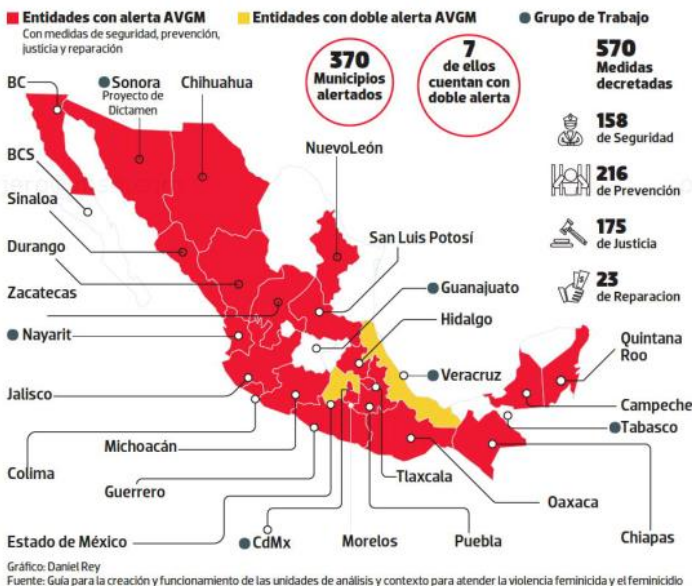 Entidades con alerta AVGM
Con medidas de seguridad, prevención,
justicia y reparación
Entidades con doble alerta AVGM
Grupo de Trabajo
370
Municipios
alertados
7
de ellos
cuentan con
doble alerta
570
Medidas
decretadas
158
de Seguridad
216
de Prevención
175
de Justicia
23
de Reparacion
BC
Sonora
Proyecto de
Dictamen
Chihuahua
BCS
NuevoLeón
Sinaloa
San Luis Potosí
Durango
Zacatecas
Guanajuato
Hidalgo
Nayarit
Quintana
Roo
Veracruz
Jalisco
Campeche
Tabasco
Michoacán
Colima
Tlaxcala
Guerrero
Oaxaca
Estado de México
CdMx
Morelos
Puebla
Chiapas
Gráfico: Daniel Rey
Fuente: Guía para la creación y funcionamiento de las unidades de análisis y contexto para atender la violencia feminicida y el feminicidio